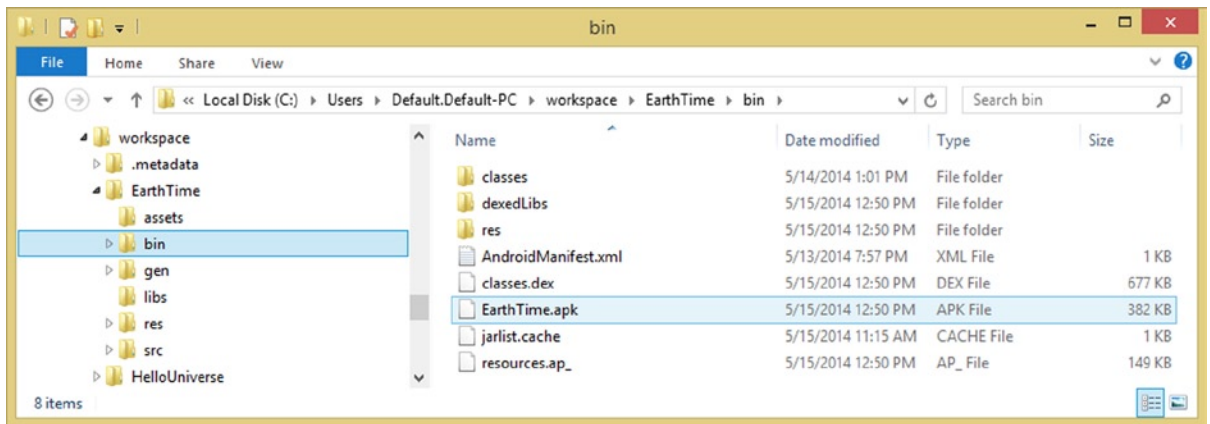 bin
File Home Share View
« Local Disk (C:) Users Default.Default-PC workspace EarthTime bin Search bin
workspace
.metadata
EarthTime
assets
bin
gen
libs
res
src
HelloUniverse
Name Date modified Type Size
classes 5/14/2014 1:01 PM File folder
dexedLibs 5/15/2014 12:50 PM File folder
res 5/15/2014 12:50 PM File folder
AndroidManifest.xml 5/13/2014 7:57 PM XML File 1 KB
classes.dex 5/15/2014 12:50 PM DEX File 677 KB
EarthTime.apk 5/15/2014 12:50 PM APK File 382 KB
jarlist.cache 5/15/2014 11:15 AM CACHE File 1 KB
resources.ap_ 5/15/2014 12:50 PM AP_ File 149 KB
8 items